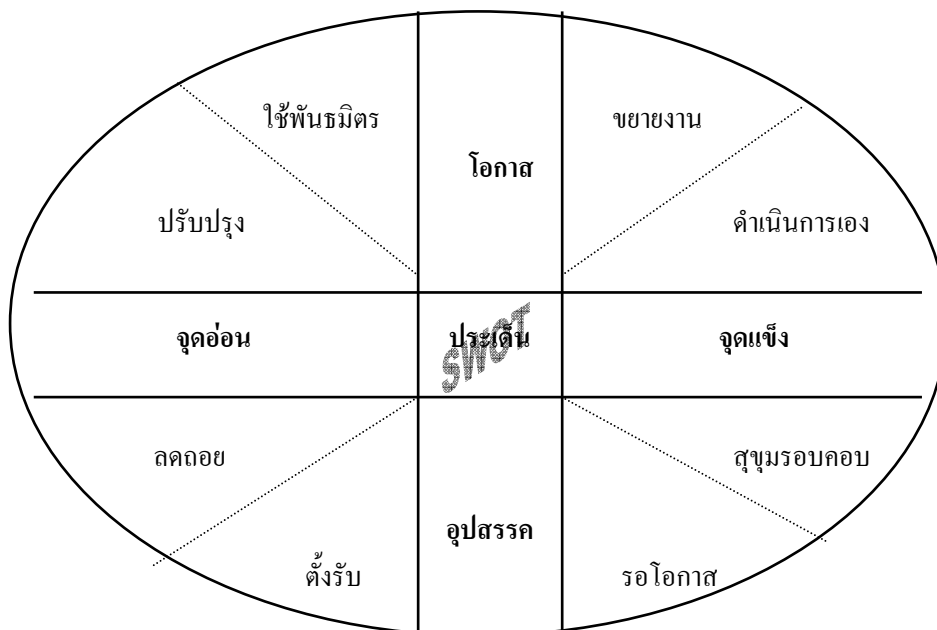 ใช้พันธมิตร
ขยายงาน
โอกาส
ปรับปรุง
ดำเนินการเอง
จุดอ่อน
ประเด็น
SWOT
จุดแข็ง
ลดถอย
สุขุมรอบคอบ
อุปสรรค
ตั้งรับ
รอโอกาส